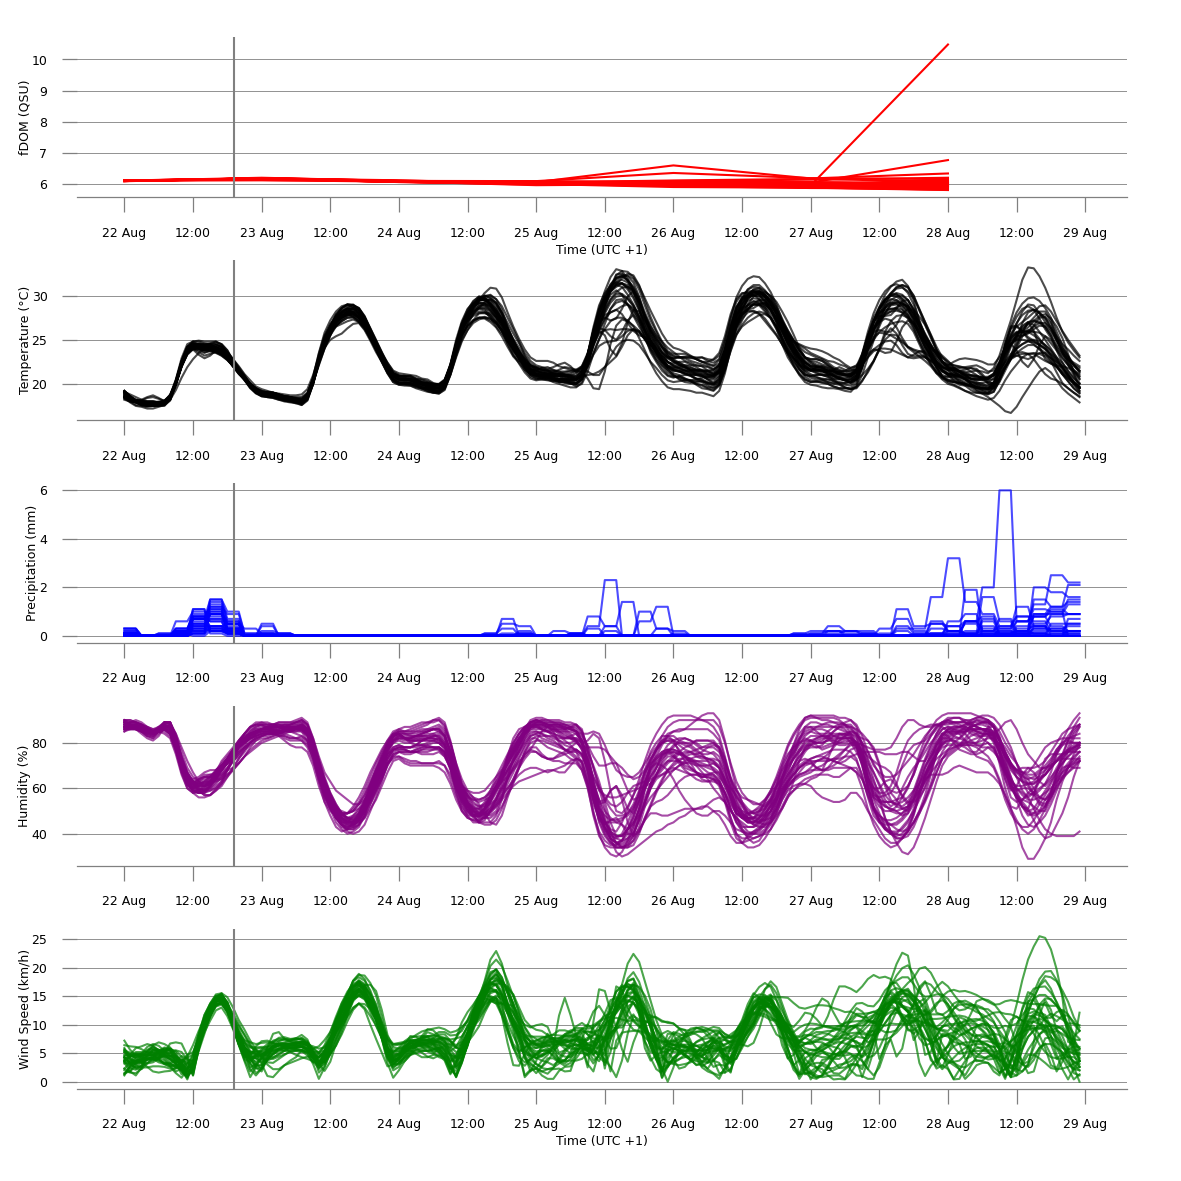 fDOM (QSU)
10
9
8
7
6
22 Aug 12:00 23 Aug 12:00 24 Aug 12:00 25 Aug 12:00 26 Aug 12:00 27 Aug 12:00 28 Aug 12:00 29 Aug
Time (UTC +1)
Temperature (°C)
30
25
20
22 Aug 12:00 23 Aug 12:00 24 Aug 12:00 25 Aug 12:00 26 Aug 12:00 27 Aug 12:00 28 Aug 12:00 29 Aug
Precipitation (mm)
6
4
2
0
22 Aug 12:00 23 Aug 12:00 24 Aug 12:00 25 Aug 12:00 26 Aug 12:00 27 Aug 12:00 28 Aug 12:00 29 Aug
Humidity (%)
80
60
40
22 Aug 12:00 23 Aug 12:00 24 Aug 12:00 25 Aug 12:00 26 Aug 12:00 27 Aug 12:00 28 Aug 12:00 29 Aug
Wind Speed (km/h)
25
20
15
10
5
0
22 Aug 12:00 23 Aug 12:00 24 Aug 12:00 25 Aug 12:00 26 Aug 12:00 27 Aug 12:00 28 Aug 12:00 29 Aug
Time (UTC +1)